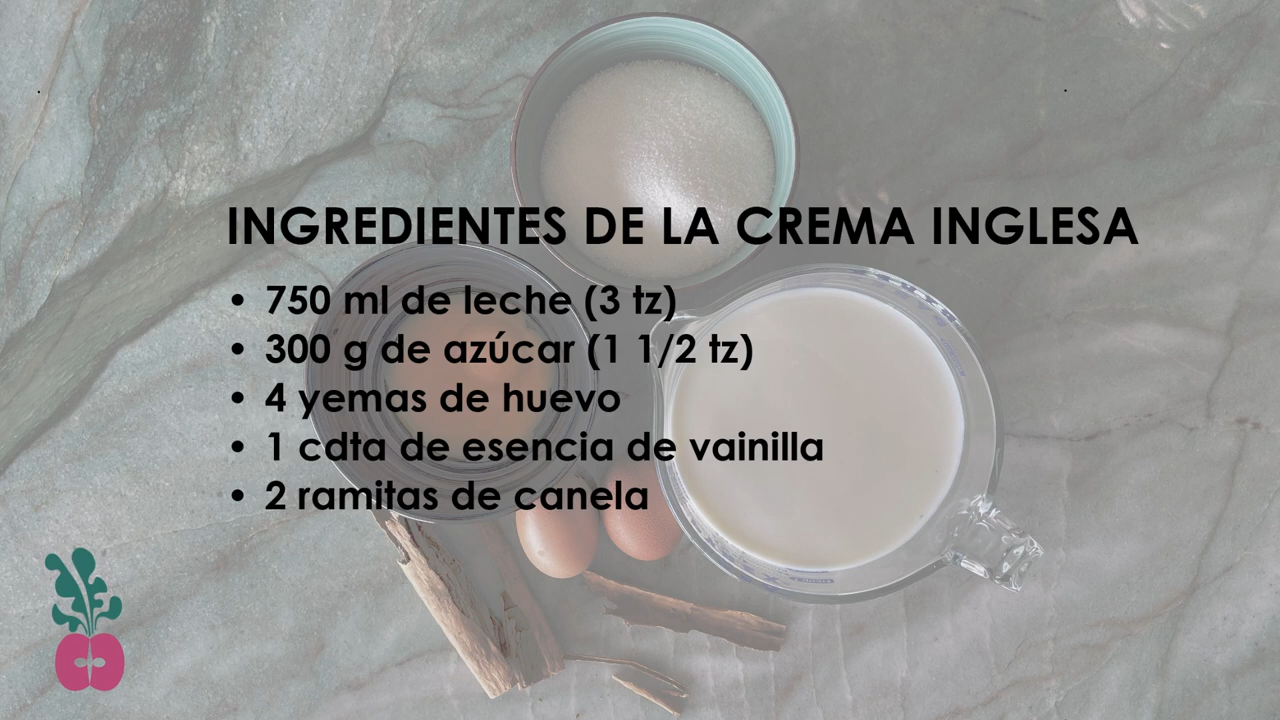 INGREDIENTES DE LA CREMA INGLESA
• 750 ml de leche (3 tz)
• 300 g de azúcar (1 1/2 tz)
• 4 yemas de huevo
• 1 cdta de esencia de vainilla
• 2 ramitas de canela